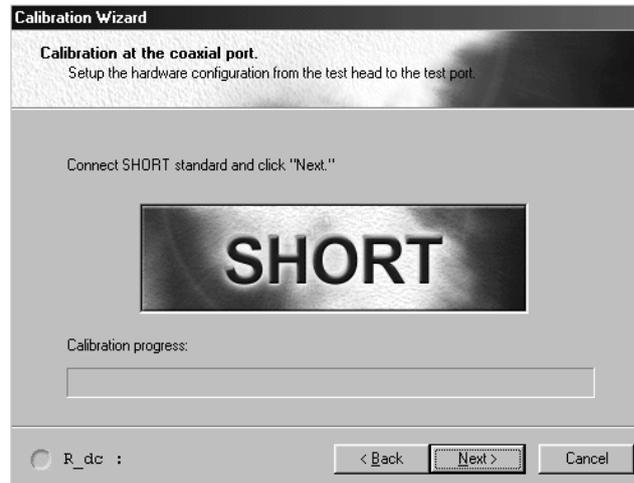 Calibration Wizard
Calibration at the coaxial port.
Setup the hardware configuration from the test head to the test port.
Connect SHORT standard and click "Next."
SHORT
Calibration progress:
R_dc :
< Back
Next >
Cancel